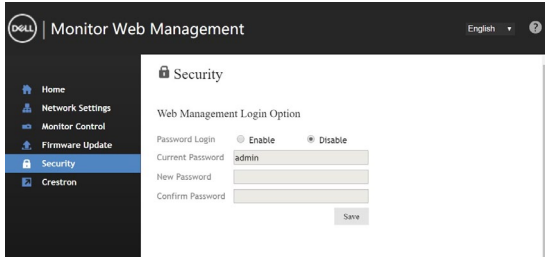 DELL | Monitor Web Management
English
?
Home
Network Settings
Monitor Control
Firmware Update
Security
Crestron
Security
Web Management Login Option
Password Login Enable Disable
Current Password admin
New Password
Confirm Password
Save